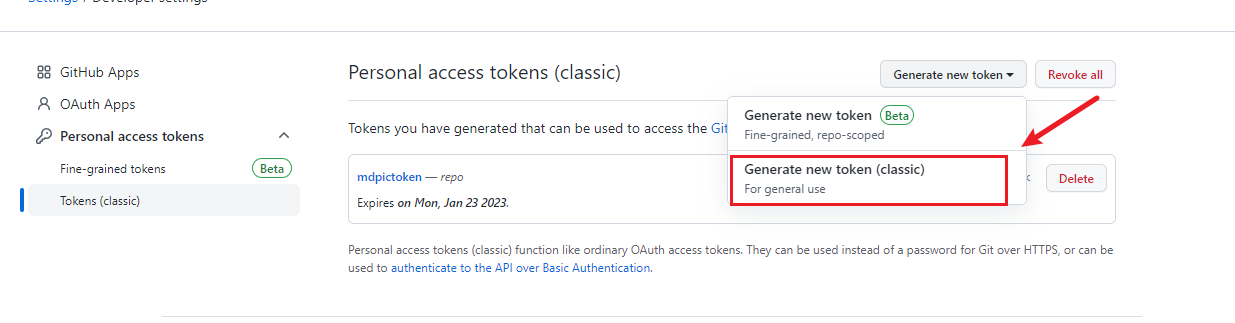 Settings / Developer settings
GitHub Apps
OAuth Apps
Personal access tokens
Fine-grained tokens Beta
Tokens (classic)
Personal access tokens (classic)
Generate new token
Revoke all
Generate new token Beta
Fine-grained, repo-scoped
Generate new token (classic)
For general use
Tokens you have generated that can be used to access the Git
mdpictoken — repo
Delete
Expires on Mon, Jan 23 2023.
Personal access tokens (classic) function like ordinary OAuth access tokens. They can be used instead of a password for Git over HTTPS, or can be
used to authenticate to the API over Basic Authentication.